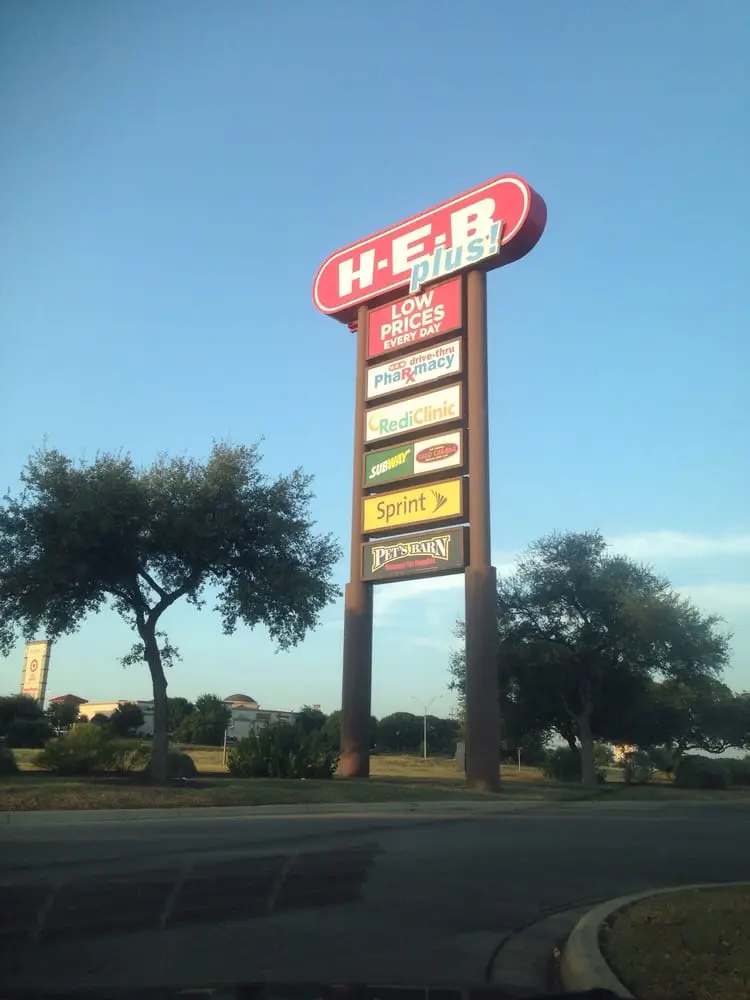 H-E-B
plus!
LOW
PRICES
EVERY DAY
H-E-B drive-thru
PhaRmacy
RediClinic
SUBWAY
Sprint
PET'S BARN